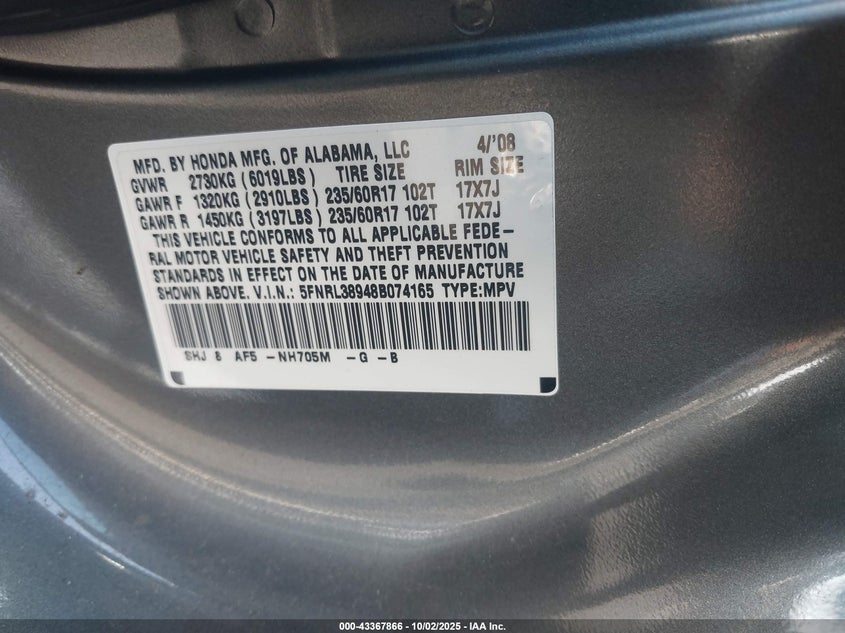 MFD. BY HONDA MFG. OF ALABAMA, LLC 4/'08
GVWR 2730KG (6019LBS) TIRE SIZE RIM SIZE
GAWR F 1320KG (2910LBS) 235/60R17 102T 17X7J
GAWR R 1450KG (3197LBS) 235/60R17 102T 17X7J
THIS VEHICLE CONFORMS TO ALL APPLICABLE FEDE-
RAL MOTOR VEHICLE SAFETY AND THEFT PREVENTION
STANDARDS IN EFFECT ON THE DATE OF MANUFACTURE
SHOWN ABOVE. V.I.N.: 5FNRL38948B074165 TYPE:MPV
SHJ 8 AF5 -NH705M -G -B
000-43367866 - 10/02/2025 - IAA Inc.